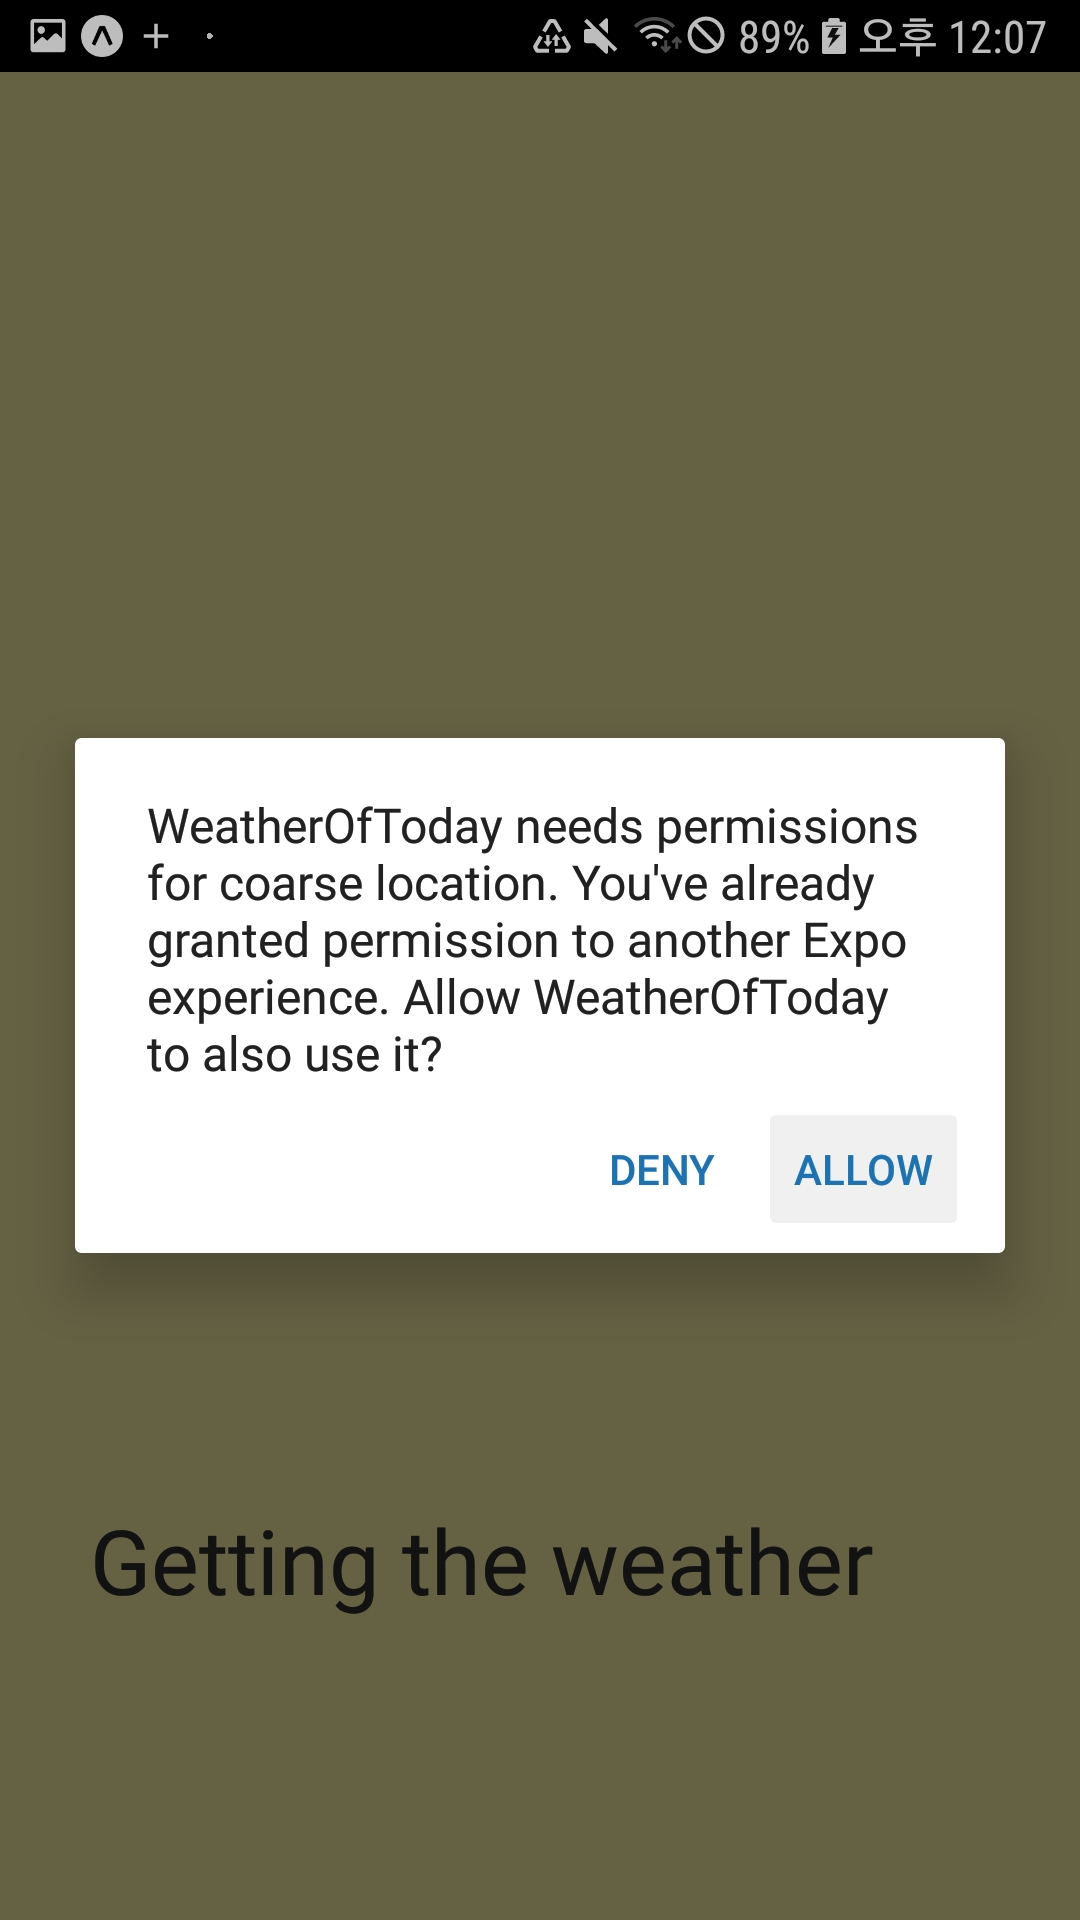 89% 오후 12:07
WeatherOfToday needs permissions
for coarse location. You've already
granted permission to another Expo
experience. Allow WeatherOfToday
to also use it?
DENY ALLOW
Getting the weather